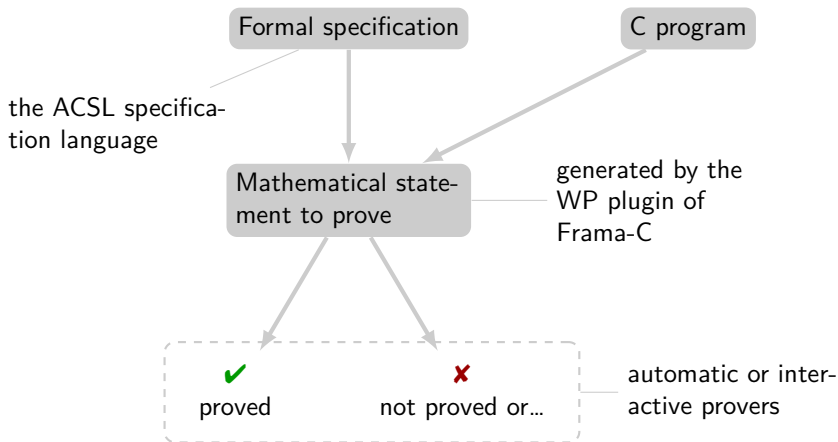 Formal specification
C program
the ACSL specifica-
tion language
Mathematical state-
ment to prove
generated by the
WP plugin of
Frama-C
✔
✘
proved
not proved or...
automatic or inter-
active provers